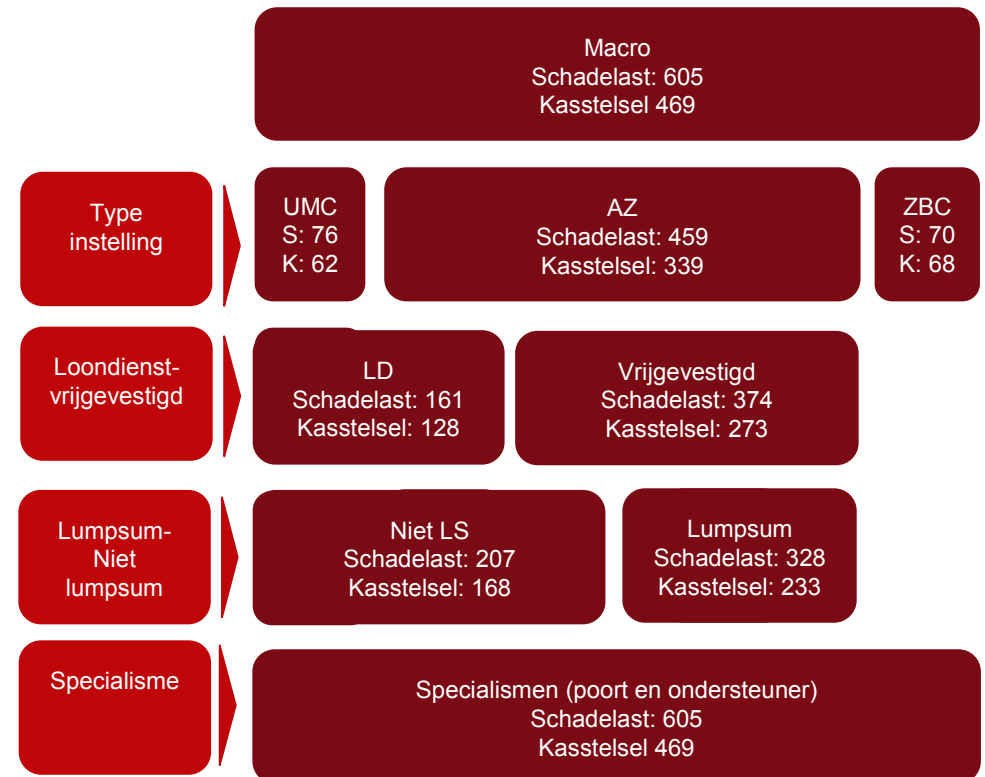 Macro
Schadelast: 605
Kasstelsel 469
Type
instelling
UMC
S: 76
K: 62
AZ
Schadelast: 459
Kasstelsel: 339
ZBC
S: 70
K: 68
Loondienst-
vrijgevestigd
LD
Schadelast: 161
Kasstelsel: 128
Vrijgevestigd
Schadelast: 374
Kasstelsel: 273
Lumpsum-
Niet
lumpsum
Niet LS
Schadelast: 207
Kasstelsel: 168
Lumpsum
Schadelast: 328
Kasstelsel: 233
Specialisme
Specialismen (poort en ondersteuner)
Schadelast: 605
Kasstelsel 469